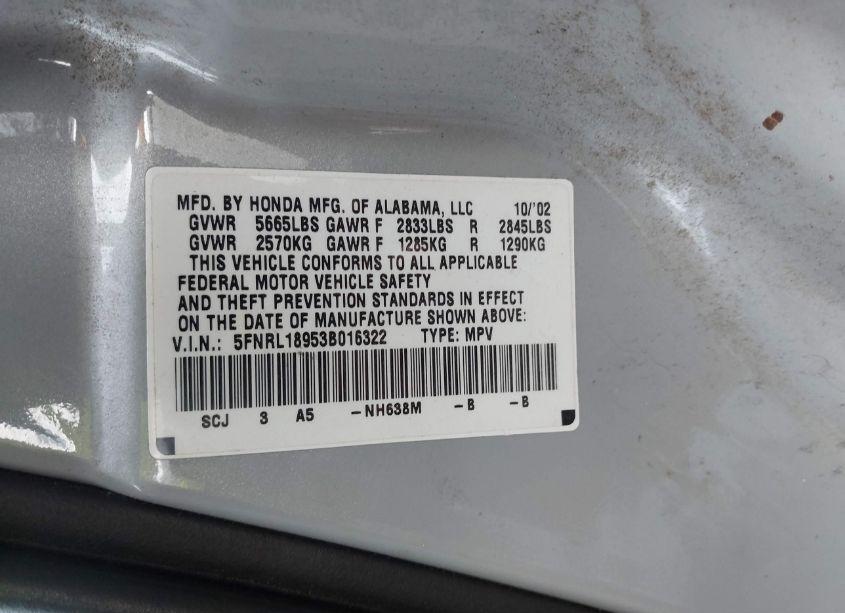 MFD. BY HONDA MFG. OF ALABAMA, LLC 10/'02
GVWR 5665LBS GAWR F 2833LBS R 2845LBS
GVWR 2570KG GAWR F 1285KG R 1290KG
THIS VEHICLE CONFORMS TO ALL APPLICABLE
FEDERAL MOTOR VEHICLE SAFETY
AND THEFT PREVENTION STANDARDS IN EFFECT
ON THE DATE OF MANUFACTURE SHOWN ABOVE:
V.I.N.: 5FNRL18953B016322 TYPE: MPV
SCJ 3 A5 -NH638M -B -B